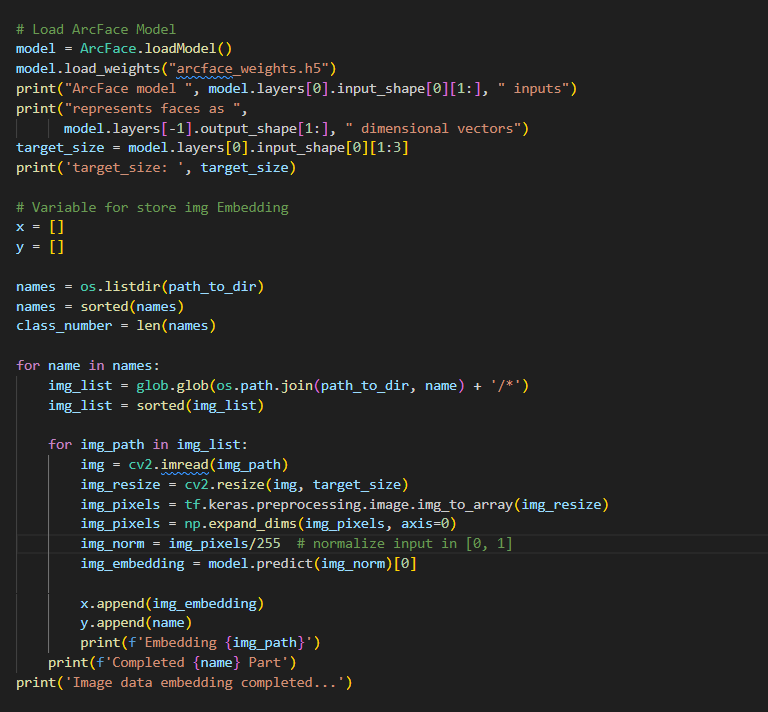 # Load ArcFace Model
model = ArcFace.loadModel()
model.load_weights("arcface_weights.h5")
print("ArcFace model ", model.layers[0].input_shape[0][1:], " inputs")
print("represents faces as ",
      model.layers[-1].output_shape[1:], " dimensional vectors")
target_size = model.layers[0].input_shape[0][1:3]
print('target_size: ', target_size)

# Variable for store img Embedding
x = []
y = []

names = os.listdir(path_to_dir)
names = sorted(names)
class_number = len(names)

for name in names:
    img_list = glob.glob(os.path.join(path_to_dir, name) + '/*')
    img_list = sorted(img_list)

    for img_path in img_list:
        img = cv2.imread(img_path)
        img_resize = cv2.resize(img, target_size)
        img_pixels = tf.keras.preprocessing.image.img_to_array(img_resize)
        img_pixels = np.expand_dims(img_pixels, axis=0)
        img_norm = img_pixels/255  # normalize input in [0, 1]
        img_embedding = model.predict(img_norm)[0]

        x.append(img_embedding)
        y.append(name)
        print(f'Embedding {img_path}')
    print(f'Completed {name} Part')
print('Image data embedding completed...')